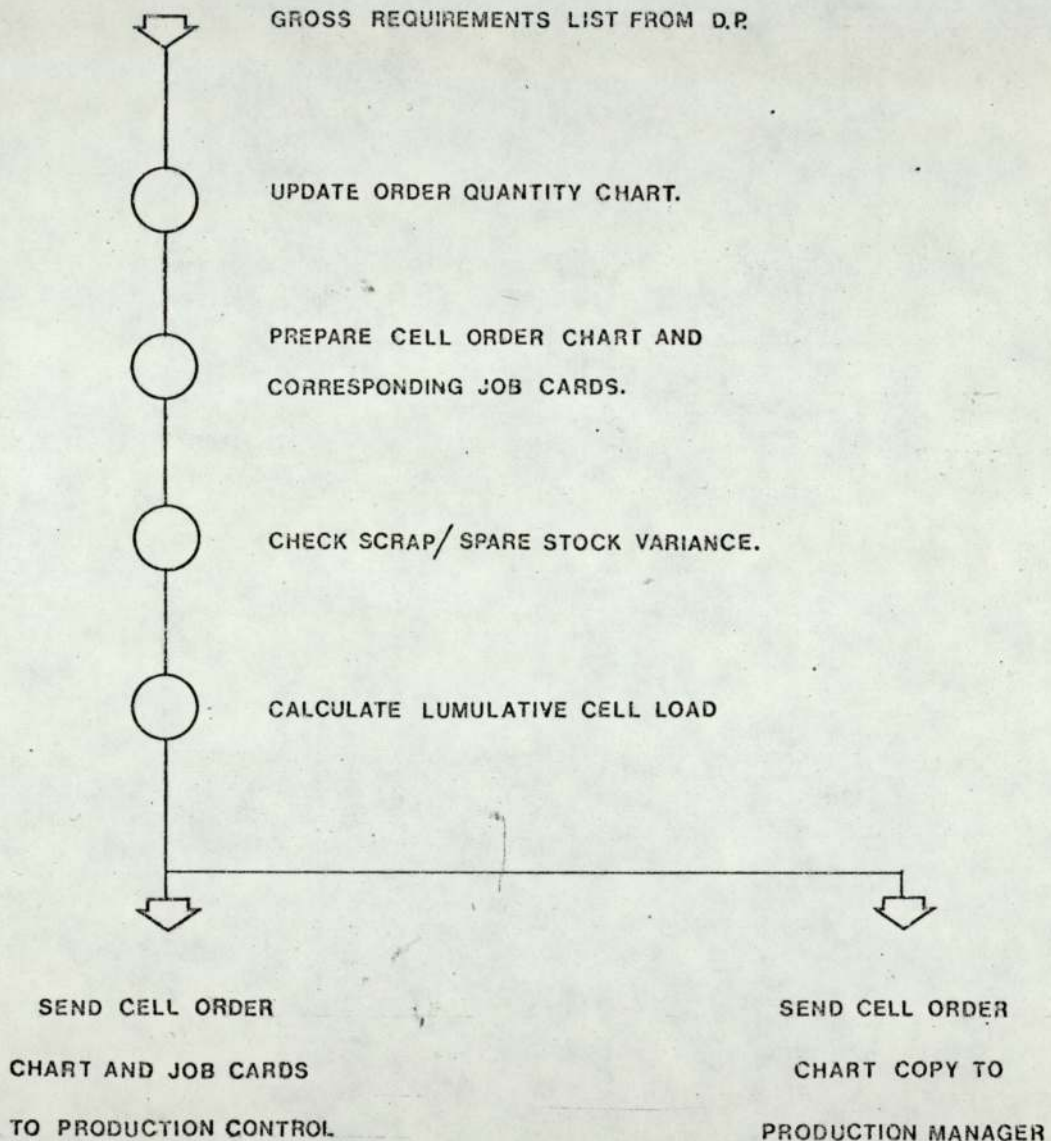 GROSS REQUIREMENTS LIST FROM D.P.
UPDATE ORDER QUANTITY CHART.
PREPARE CELL ORDER CHART AND
CORRESPONDING JOB CARDS.
CHECK SCRAP/SPARE STOCK VARIANCE.
CALCULATE LUMULATIVE CELL LOAD
SEND CELL ORDER
CHART AND JOB CARDS
TO PRODUCTION CONTROL
SEND CELL ORDER
CHART COPY TO
PRODUCTION MANAGER